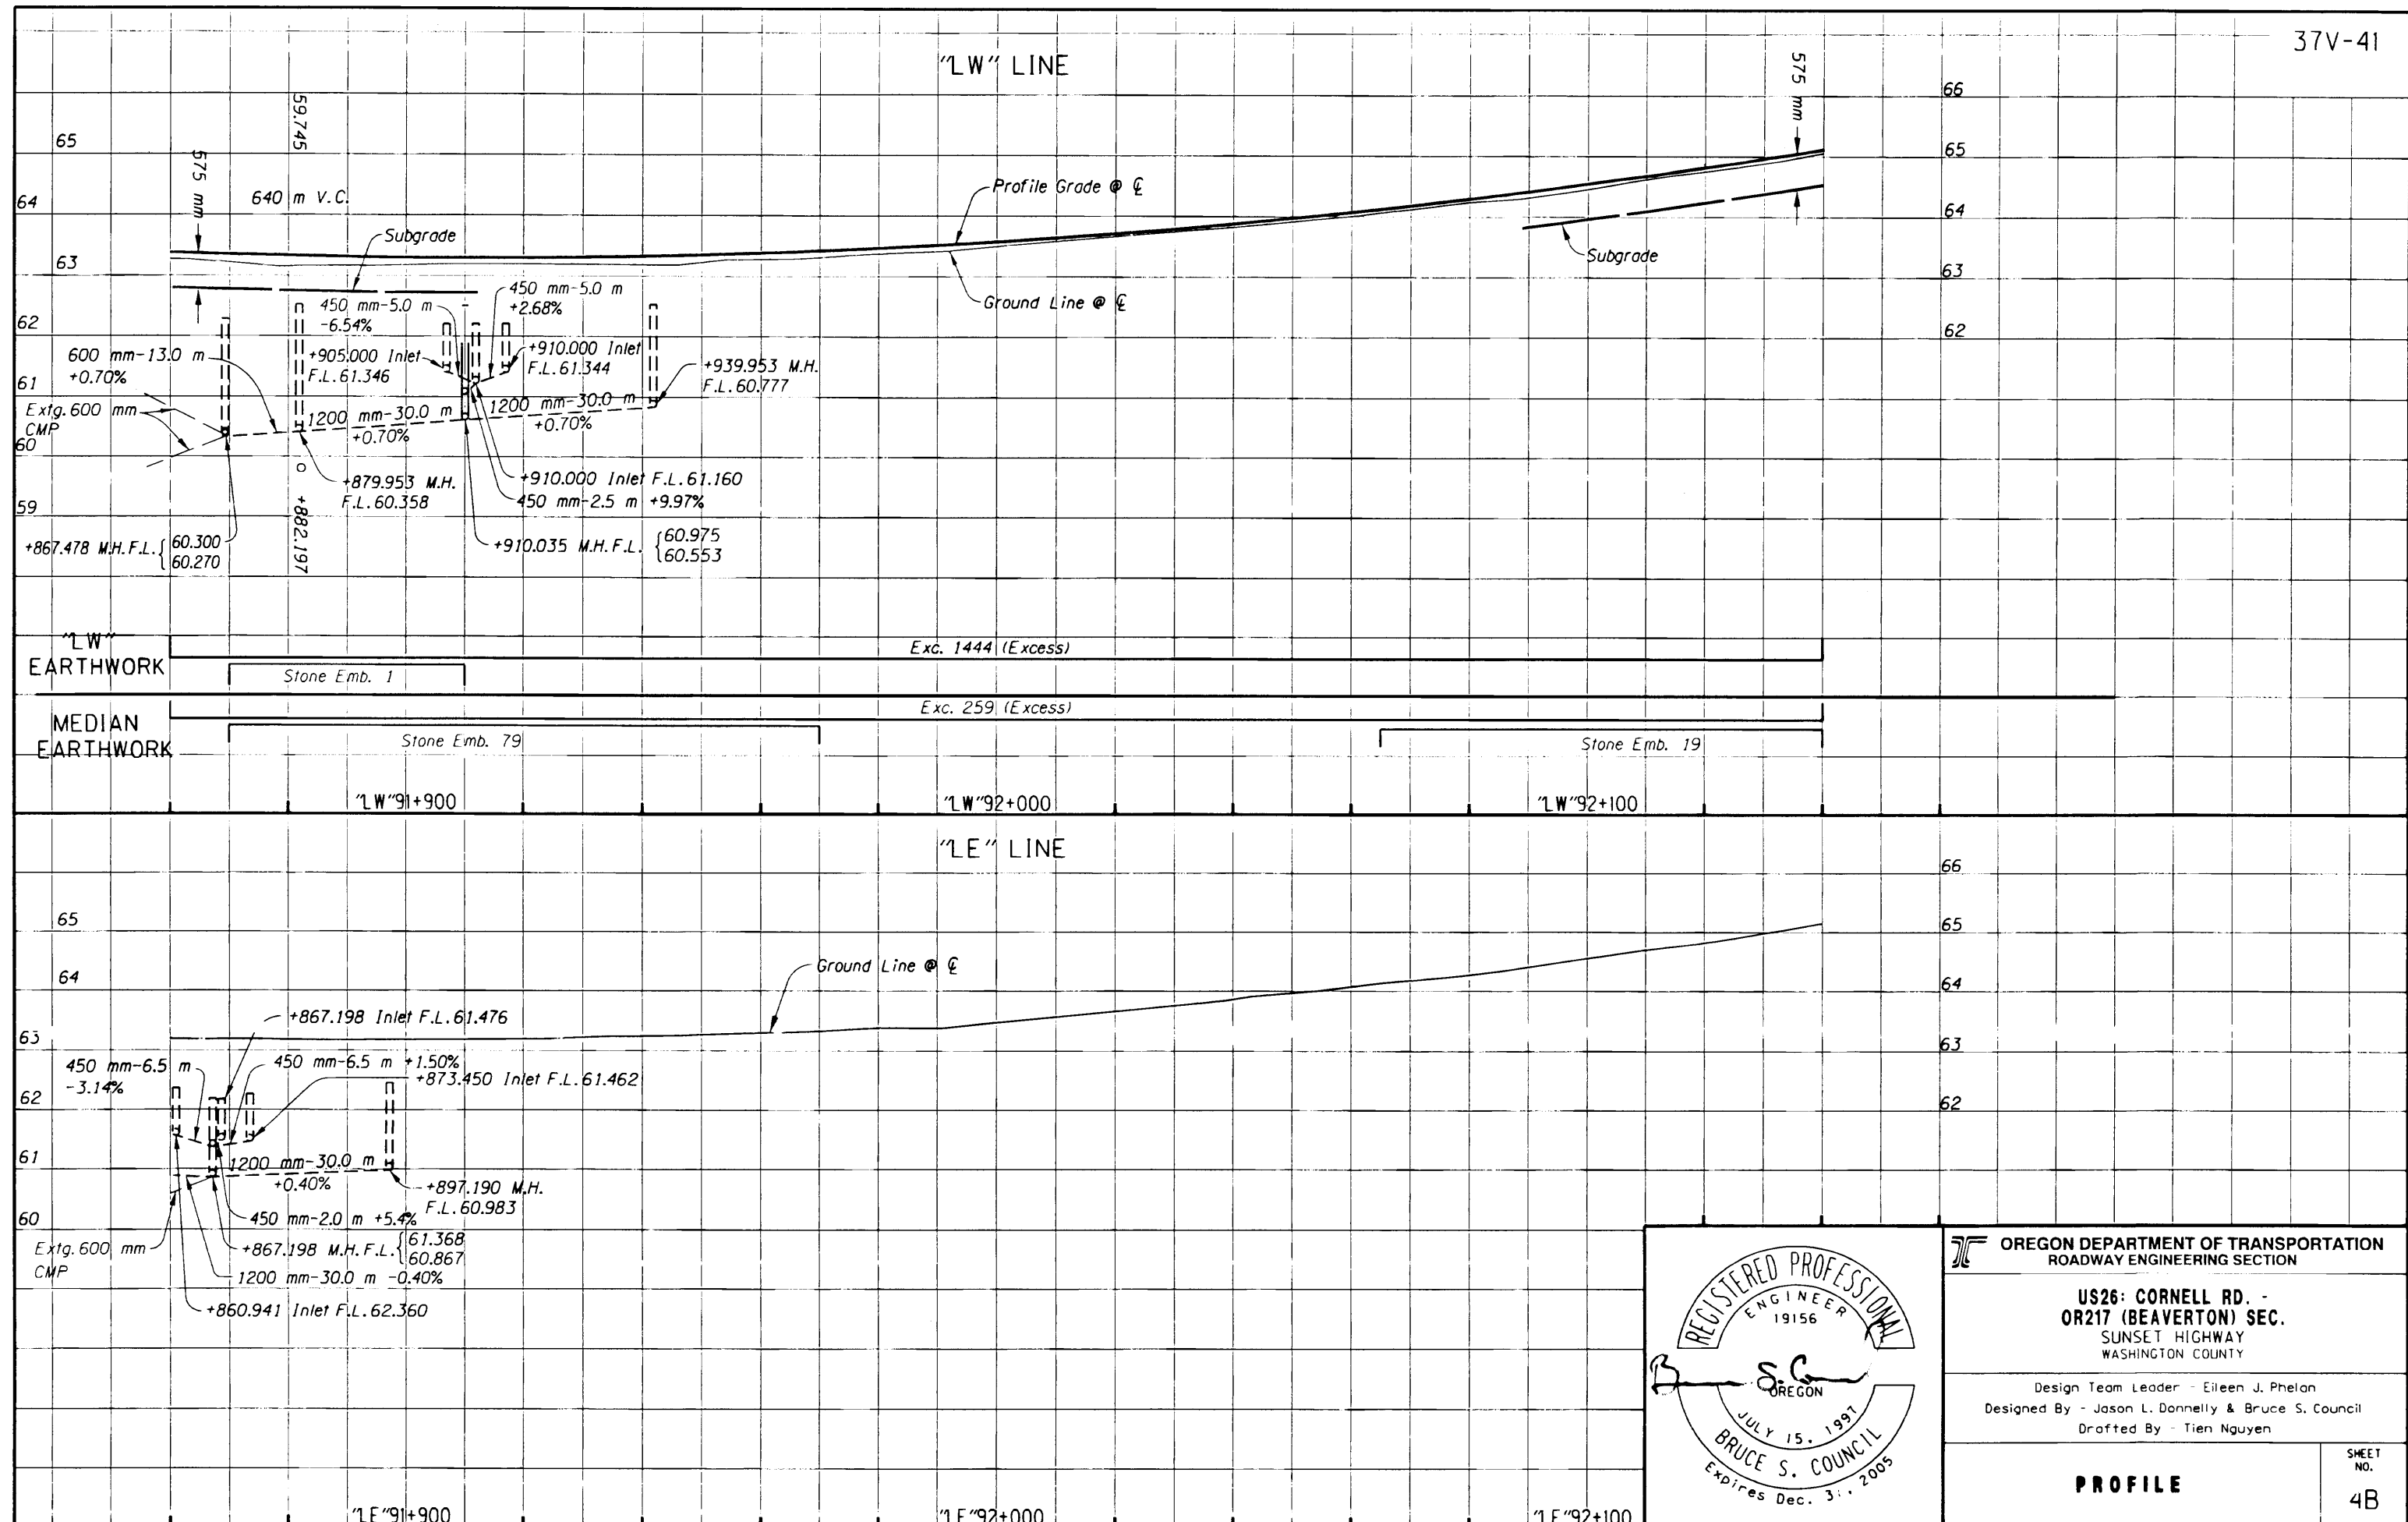 37V-41
"LW" LINE
575 mm
59.745
575 mm
640 m V.C.
Subgrade
Profile Grade @ ℄
Ground Line @ ℄
Subgrade
66
65
64
63
62
61
60
59
66
65
64
63
62
61
60
59
450 mm-5.0 m
-6.54%
450 mm-5.0 m
+2.68%
600 mm-13.0 m
+0.70%
+905.000 Inlet
F.L.61.346
+910.000 Inlet
F.L.61.344
+939.953 M.H.
F.L.60.777
Extg.600 mm
CMP
1200 mm-30.0 m
+0.70%
1200 mm-30.0 m
+0.70%
+879.953 M.H.
F.L.60.358
+910.000 Inlet F.L.61.160
450 mm-2.5 m +9.97%
+882.197
+867.478 M.H.F.L. { 60.300
60.270
+910.035 M.H.F.L. { 60.975
60.553
"LW"
EARTHWORK
Exc. 1444 (Excess)
Stone Emb. 1
MEDIAN
EARTHWORK
Exc. 259 (Excess)
Stone Emb. 79
Stone Emb. 19
"LW"91+900
"LW"92+000
"LW"92+100
"LE" LINE
66
65
64
63
62
61
60
65
64
63
62
Ground Line @ ℄
+867.198 Inlet F.L.61.476
450 mm-6.5 m
-3.14%
450 mm-6.5 m +1.50%
+873.450 Inlet F.L.61.462
1200 mm-30.0 m
+0.40%
+897.190 M.H.
F.L.60.983
450 mm-2.0 m +5.4%
Extg.600 mm
CMP
+867.198 M.H.F.L. { 61.368
60.867
1200 mm-30.0 m -0.40%
+860.941 Inlet F.L.62.360
"LE"91+900
"LE"92+000
"LE"92+100
REGISTERED PROFESSIONAL
ENGINEER
19156
OREGON
JULY 15, 1997
BRUCE S. COUNCIL
Expires Dec. 31, 2005
OREGON DEPARTMENT OF TRANSPORTATION
ROADWAY ENGINEERING SECTION
US26: CORNELL RD. -
OR217 (BEAVERTON) SEC.
SUNSET HIGHWAY
WASHINGTON COUNTY
Design Team Leader - Eileen J. Phelan
Designed By - Jason L. Donnelly & Bruce S. Council
Drafted By - Tien Nguyen
PROFILE
SHEET
NO.
4B